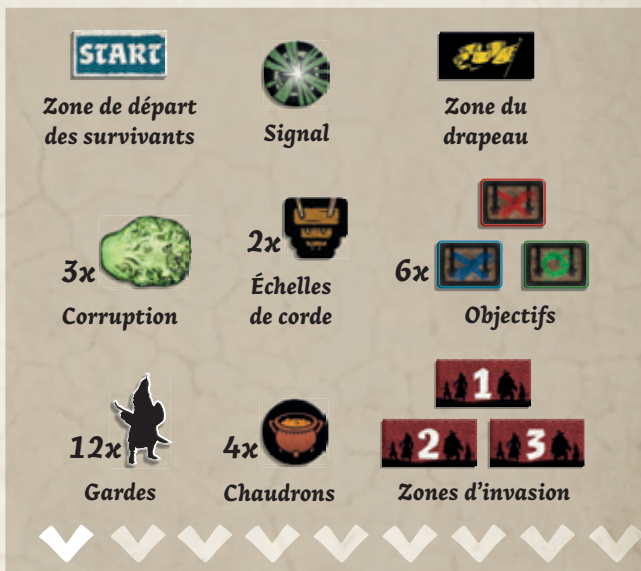 START
Zone de départ
des survivants
Signal
Zone du
drapeau
3x
Corruption
2x
Échelles
de corde
6x
Objectifs
12x
Gardes
4x
Chaudrons
1
2 3
Zones d'invasion